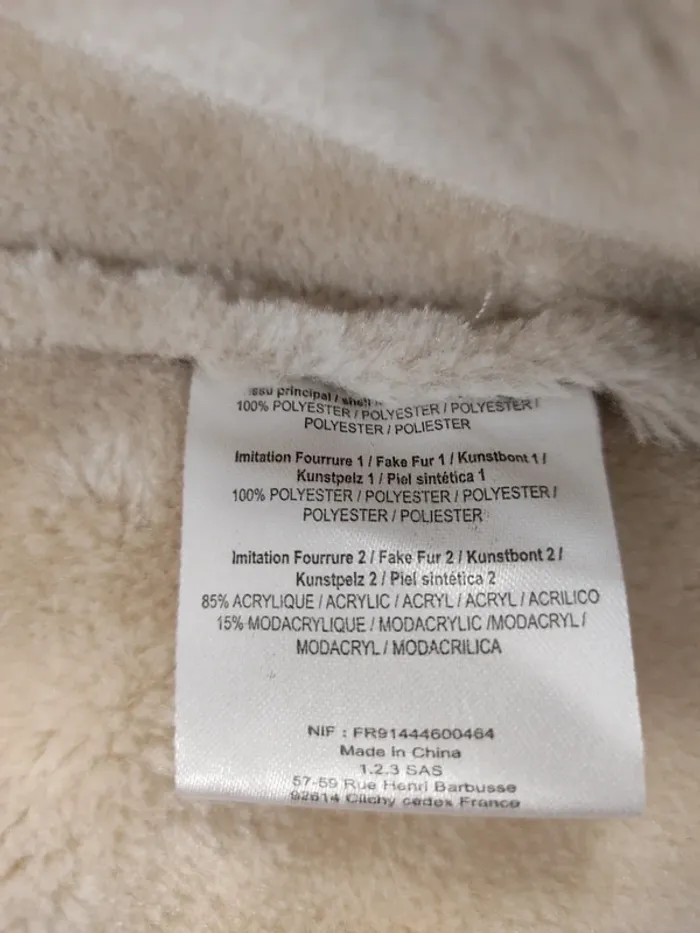 principal /
100% POLYESTER / POLYESTER / POLYESTER /
POLYESTER / POLIESTER
Imitation Fourrure 1 / Fake Fur 1 / Kunstbont 1 /
Kunstpelz 1 / Piel sintética 1
100% POLYESTER / POLYESTER / POLYESTER /
POLYESTER / POLIESTER
Imitation Fourrure 2 / Fake Fur 2 / Kunstbont 2 /
Kunstpelz 2 / Piel sintética 2
85% ACRYLIQUE / ACRYLIC / ACRYL / ACRYL / ACRILICO
15% MODACRYLIQUE / MODACRYLIC /MODACRYL /
MODACRYL / MODACRILICA
NIF : FR91444600464
Made in China
1.2.3 SAS
57-59 Rue Henri Barbusse
92614 Clichy cedex France